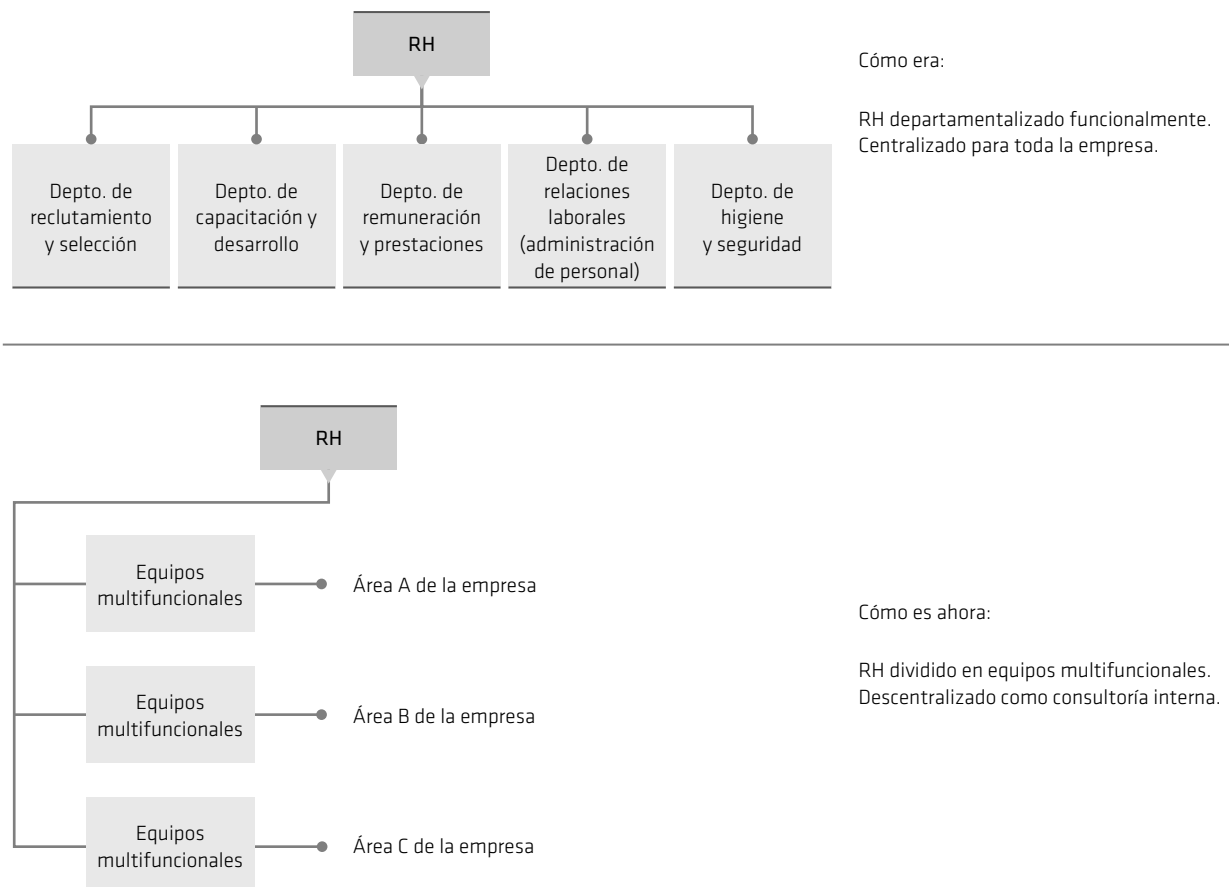 RH
Cómo era:
RH departamentalizado funcionalmente.
Centralizado para toda la empresa.
Depto. de
reclutamiento
y selección
Depto. de
capacitación y
desarrollo
Depto. de
remuneración
y prestaciones
Depto. de
relaciones
laborales
(administración
de personal)
Depto. de
higiene
y seguridad
RH
Equipos
multifuncionales
Área A de la empresa
Equipos
multifuncionales
Área B de la empresa
Equipos
multifuncionales
Área C de la empresa
Cómo es ahora:
RH dividido en equipos multifuncionales.
Descentralizado como consultoría interna.